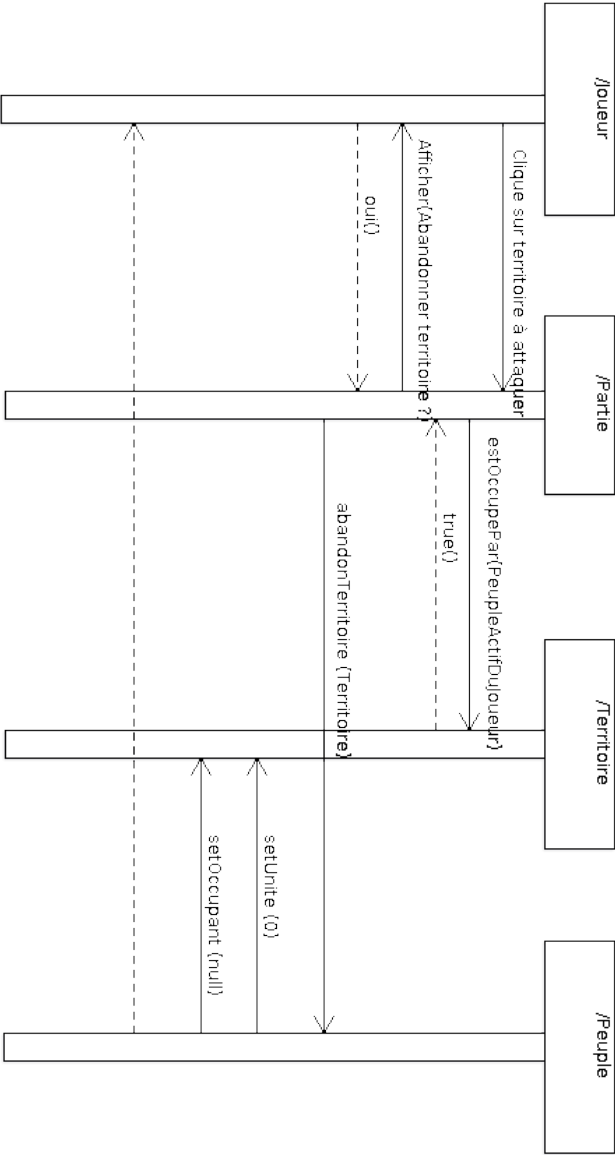 /Joueur
/Partie
/Territoire
/Peuple
Clique sur territoire à attaquer
estOccupePar(PeupleActifDuJoueur)
true()
Afficher(Abandonner territoire ?)
oui()
abandonTerritoire (Territoire)
setUnite (0)
setOccupant (null)